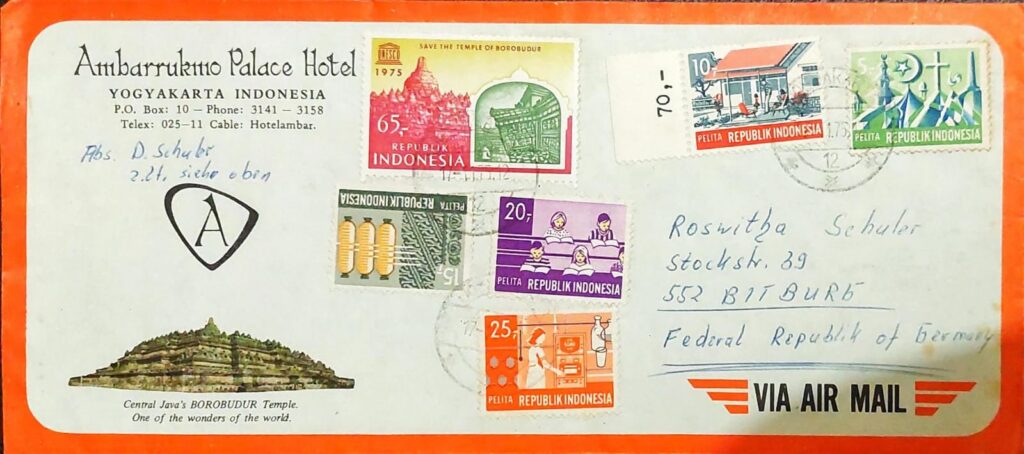 Ambarrukmo Palace Hotel
YOGYAKARTA INDONESIA
P.O. Box: 10 — Phone: 3141 — 3158
Telex: 025-11 Cable: Hotelambar.
Abs. D. Schuler
z.Zt. siehe oben
A
Central Java's BOROBUDUR Temple.
One of the wonders of the world.
SAVE THE TEMPLE OF BOROBUDUR
1975
65,-
REPUBLIK
INDONESIA
PELITA REPUBLIK INDONESIA
15,-
20,-
PELITA REPUBLIK INDONESIA
25,-
PELITA REPUBLIK INDONESIA
70,-
10,-
PELITA REPUBLIK INDONESIA
5,-
PELITA REPUBLIK INDONESIA
12
Roswitha Schuler
Stockstr. 39
552 BITBURG
Federal Republik of Germany
VIA AIR MAIL